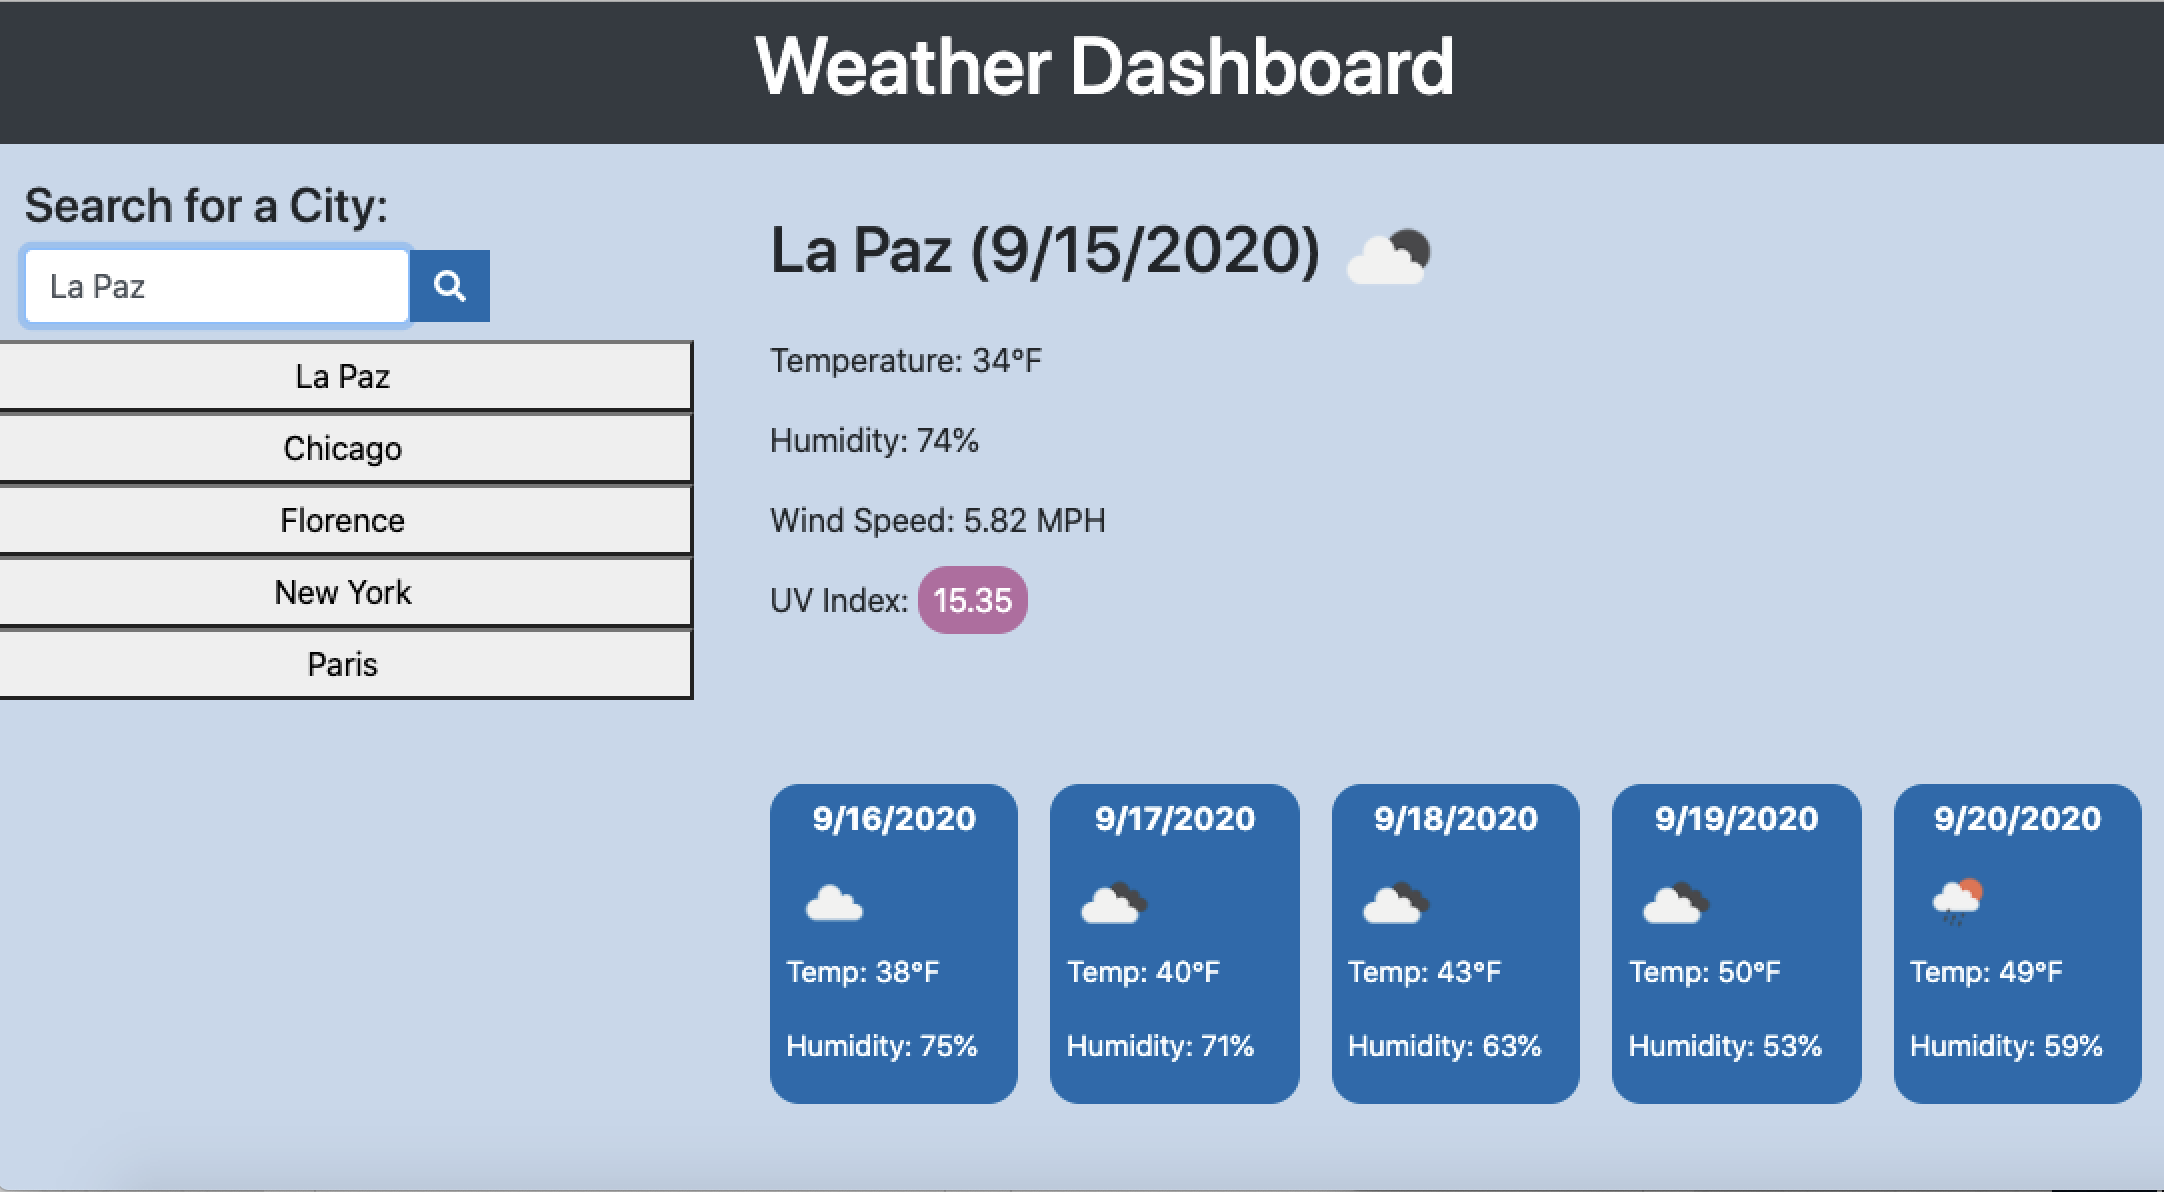 Weather Dashboard
Search for a City:
La Paz
La Paz
Chicago
Florence
New York
Paris
La Paz (9/15/2020)
Temperature: 34°F
Humidity: 74%
Wind Speed: 5.82 MPH
UV Index: 15.35
9/16/2020
Temp: 38°F
Humidity: 75%
9/17/2020
Temp: 40°F
Humidity: 71%
9/18/2020
Temp: 43°F
Humidity: 63%
9/19/2020
Temp: 50°F
Humidity: 53%
9/20/2020
Temp: 49°F
Humidity: 59%